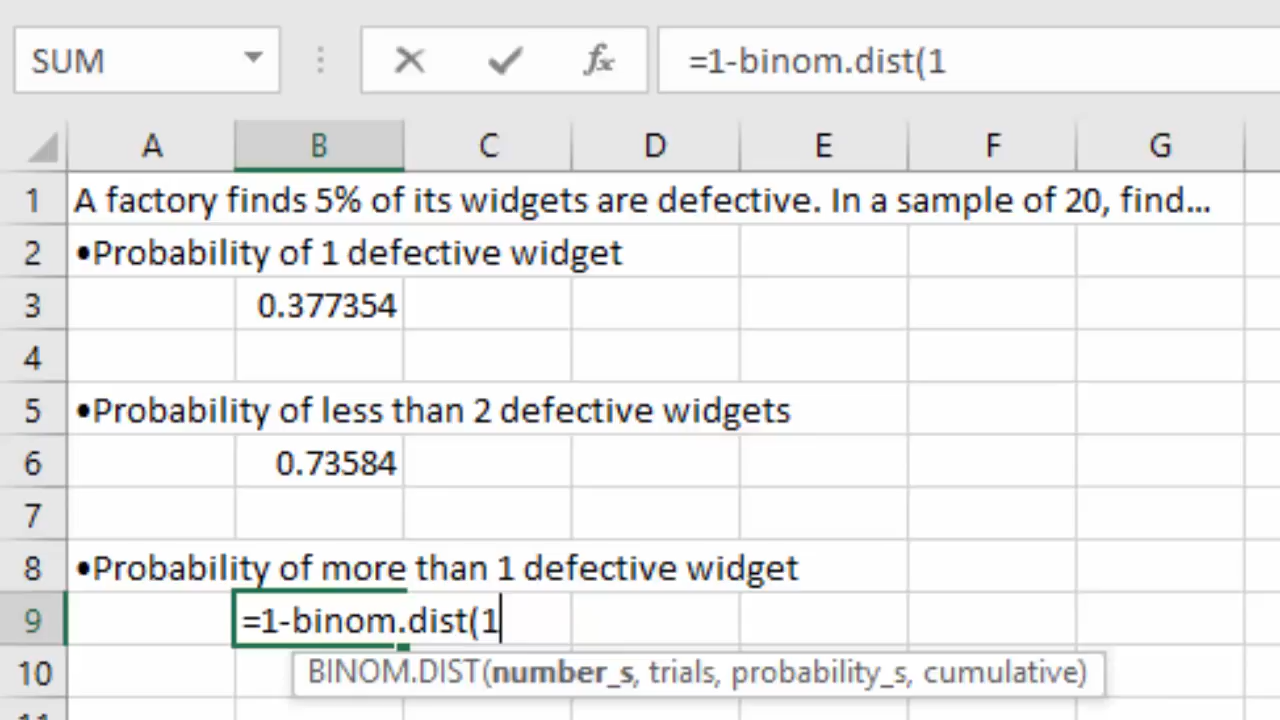 SUM fx =1-binom.dist(1
A B C D E F G
1 A factory finds 5% of its widgets are defective. In a sample of 20, find...
2 •Probability of 1 defective widget
3 0.377354
4
5 •Probability of less than 2 defective widgets
6 0.73584
7
8 •Probability of more than 1 defective widget
9 =1-binom.dist(1
10 BINOM.DIST(number_s, trials, probability_s, cumulative)
11